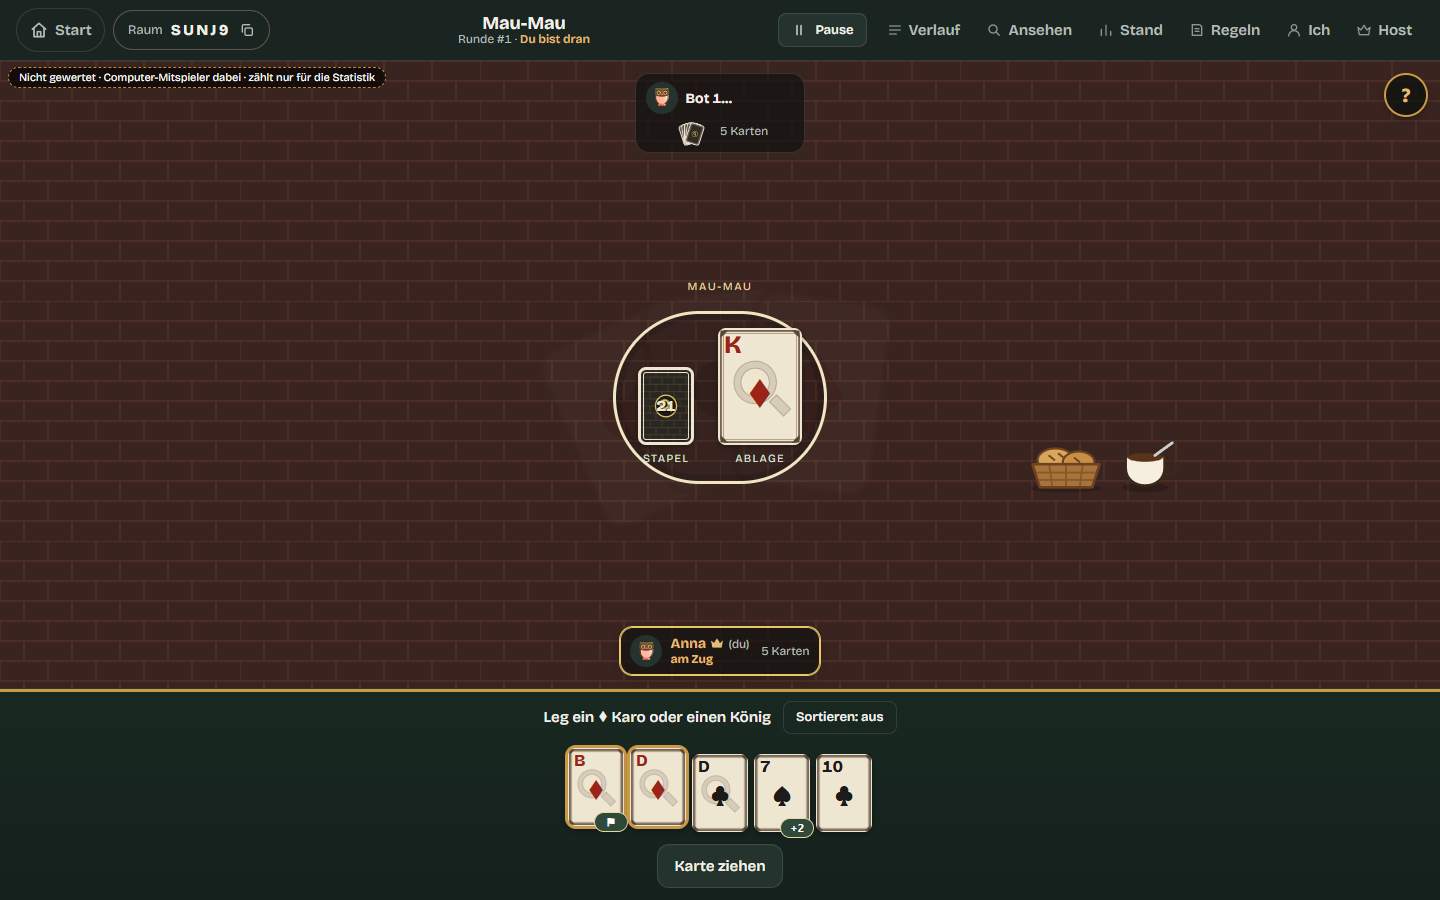 Start
Raum SUNJ9
Mau-Mau
Runde #1 · Du bist dran
Pause
Verlauf
Ansehen
Stand
Regeln
Ich
Host
Nicht gewertet · Computer-Mitspieler dabei · zählt nur für die Statistik
?
Bot 1...
5 Karten
MAU-MAU
21
K
STAPEL
ABLAGE
Anna (du)
am Zug
5 Karten
Leg ein ♦ Karo oder einen König
Sortieren: aus
B
D
D
7
+2
10
Karte ziehen